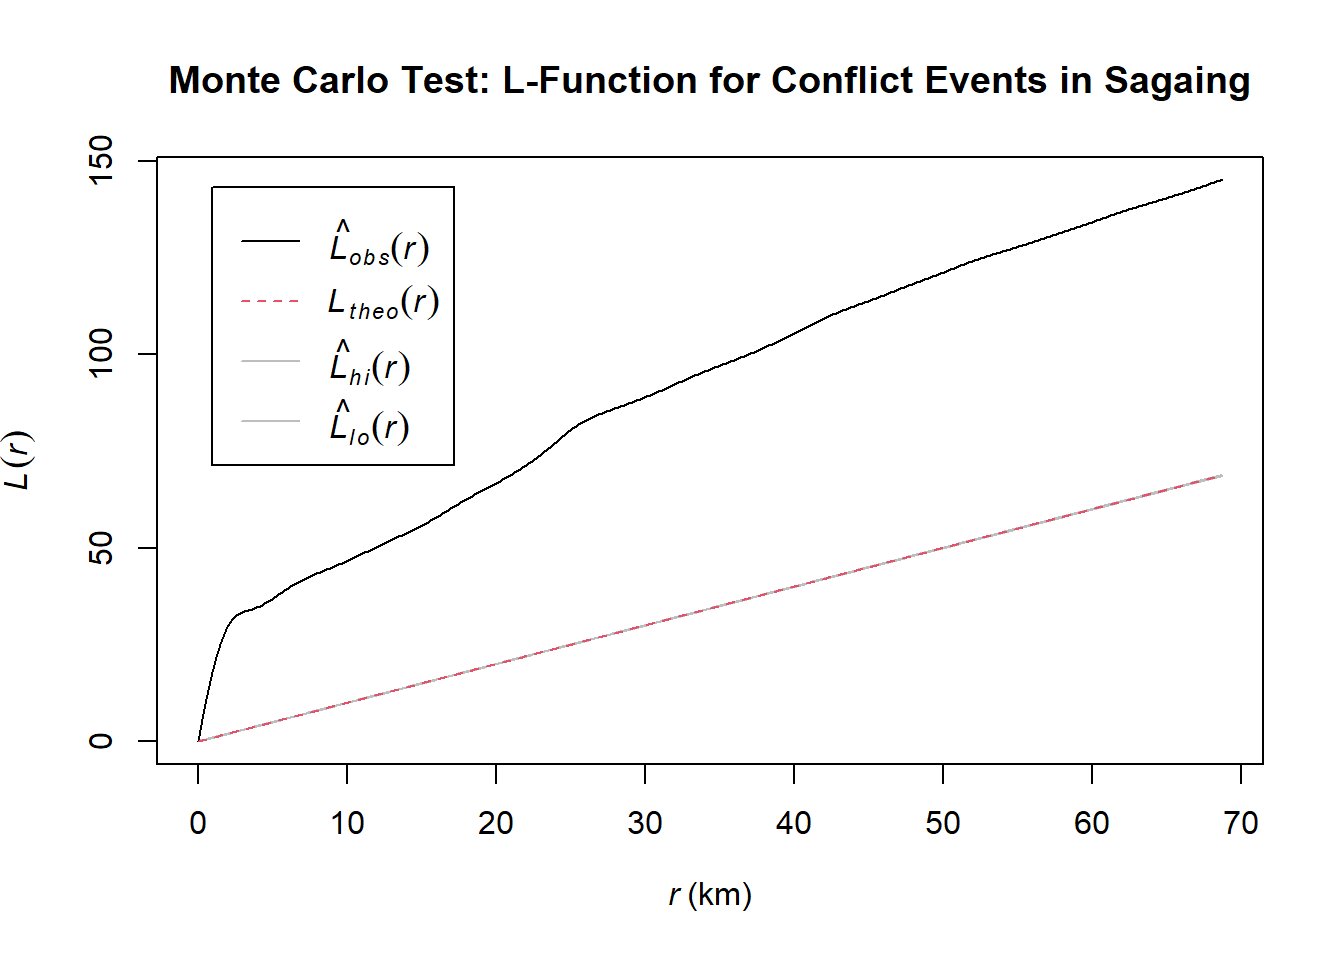 Monte Carlo Test: L-Function for Conflict Events in Sagaing
150
100
50
0
L(r)
L̂obs(r)
Ltheo(r)
L̂hi(r)
L̂lo(r)
0 10 20 30 40 50 60 70
r (km)